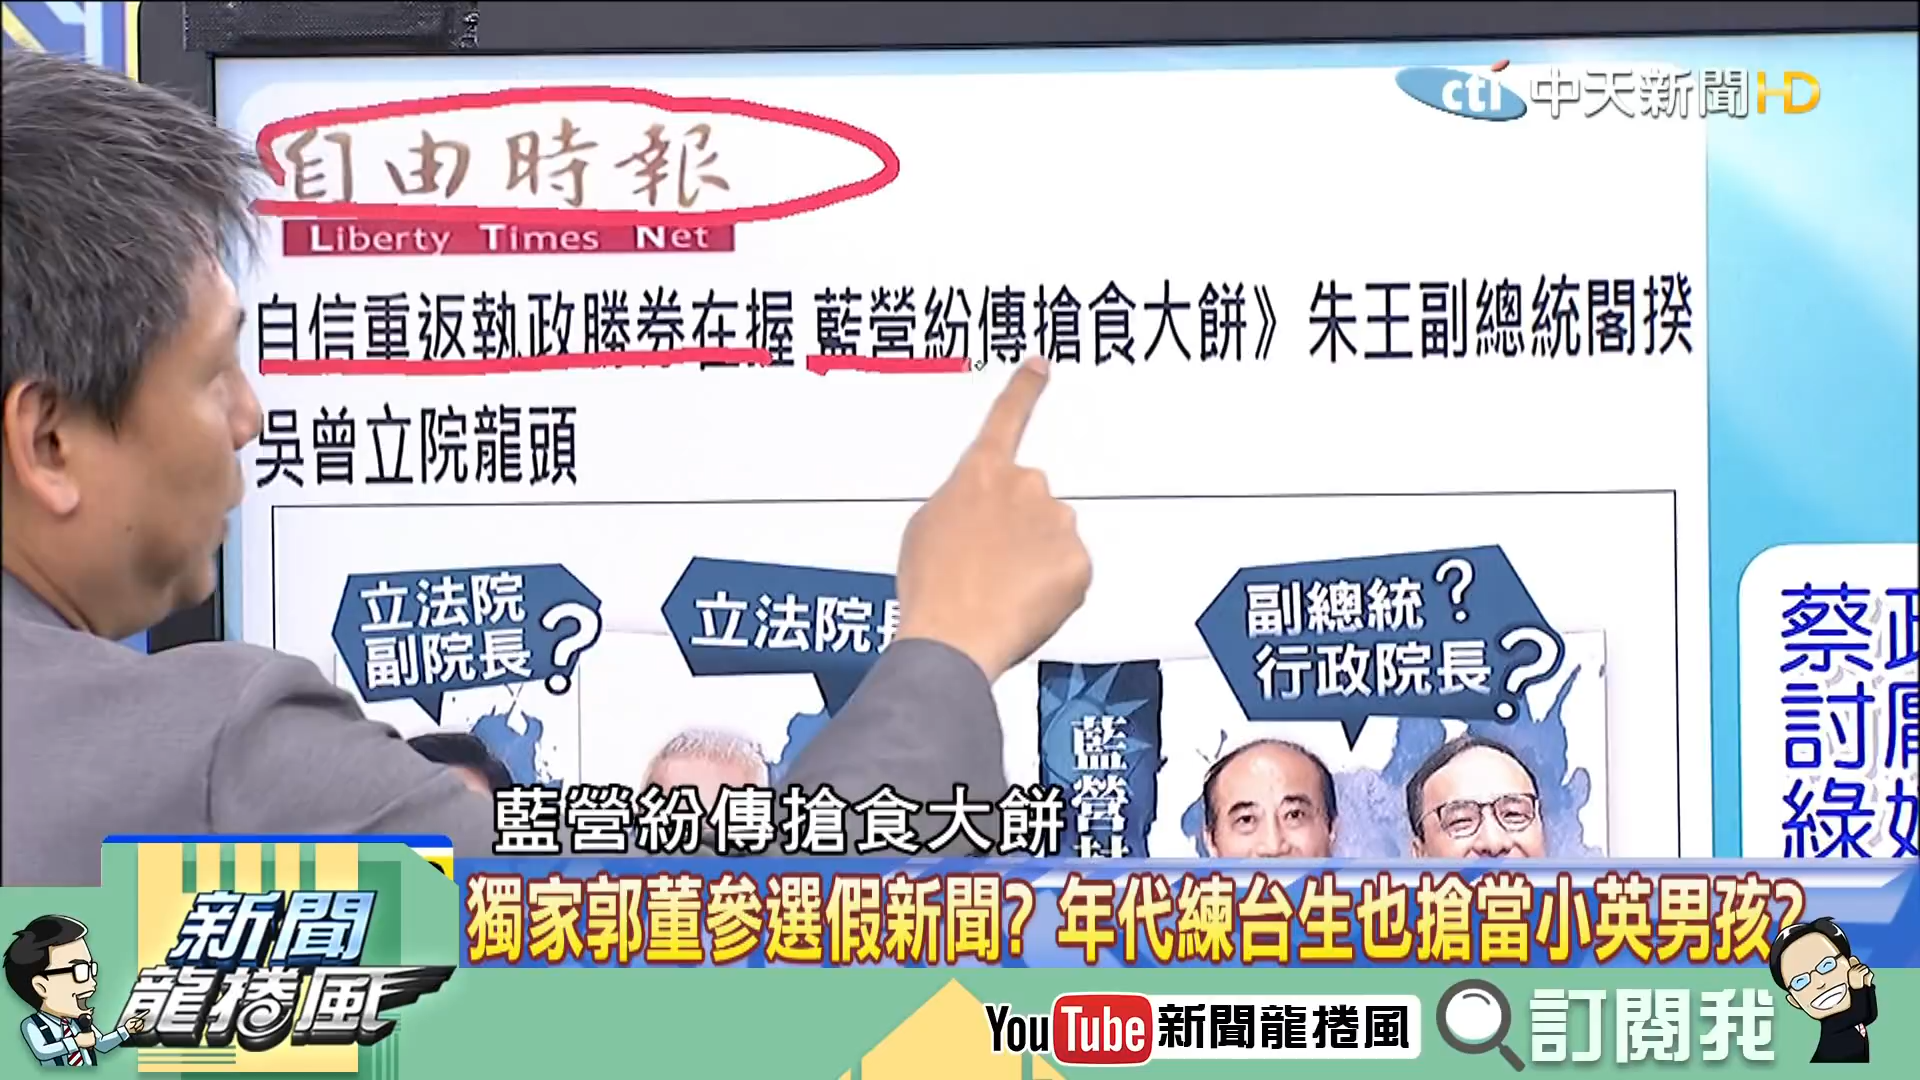 cti 中天新聞HD
自由時報
Liberty Times Net
自信重返執政勝券在握 藍營紛傳搶食大餅》朱王副總統閣揆
吳曾立院龍頭
立法院
副院長？
立法院長
副總統？
行政院長？
藍營
蔡
討
綠
藍營紛傳搶食大餅
獨家郭董參選假新聞? 年代練台生也搶當小英男孩?
新聞
龍捲風
YouTube 新聞龍捲風
訂閱我